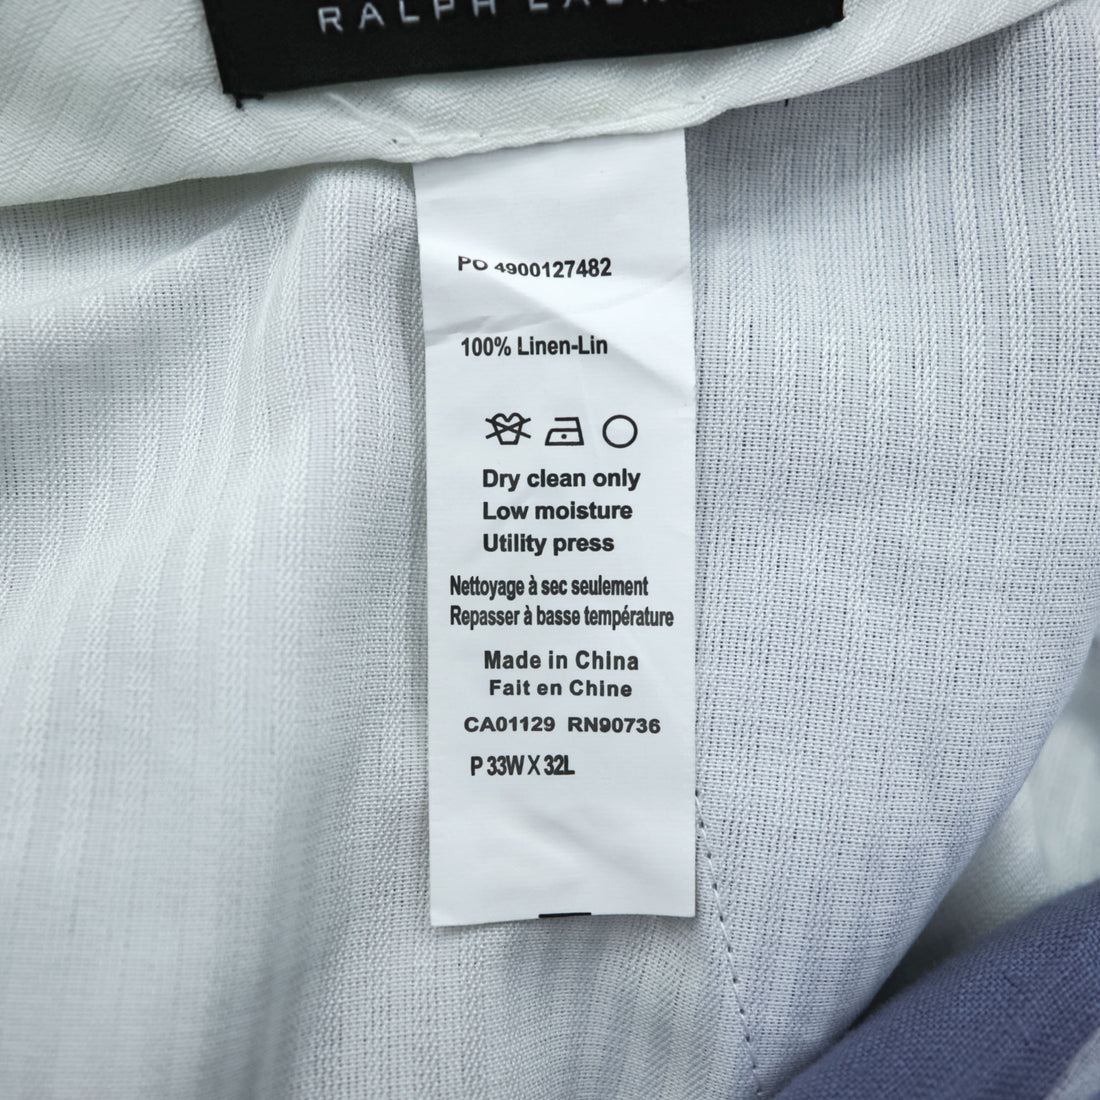 RALPH
PO 4900127482
100% Linen-Lin
Dry clean only
Low moisture
Utility press
Nettoyage à sec seulement
Repasser à basse température
Made in China
Fait en Chine
CA01129 RN90736
P 33W X 32L